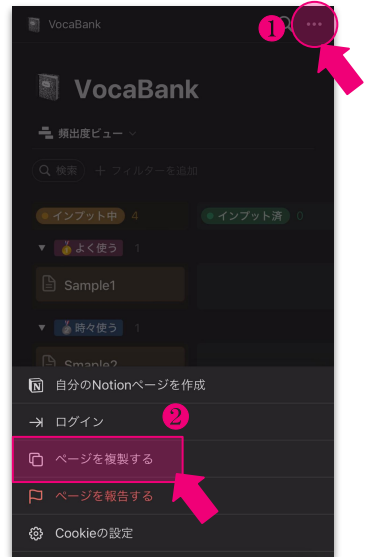 VocaBank
1
…
VocaBank
頻出度ビュー
検索 + フィルターを追加
インプット中 4 インプット済 0
よく使う 1
Sample1
時々使う 1
Smaple2
自分のNotionページを作成
ログイン
2
ページを複製する
ページを報告する
Cookieの設定